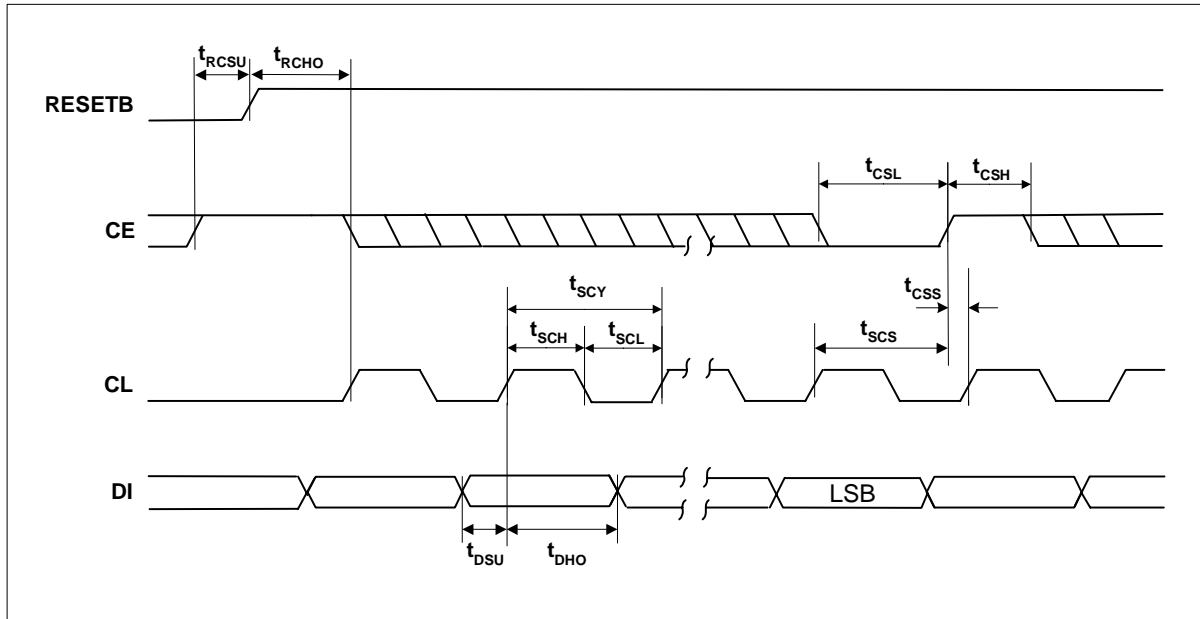 tRCSU tRCHO
RESETB
tCSL tCSH
CE
tSCY
tCSS
tSCH tSCL tSCS
CL
DI
LSB
tDSU tDHO